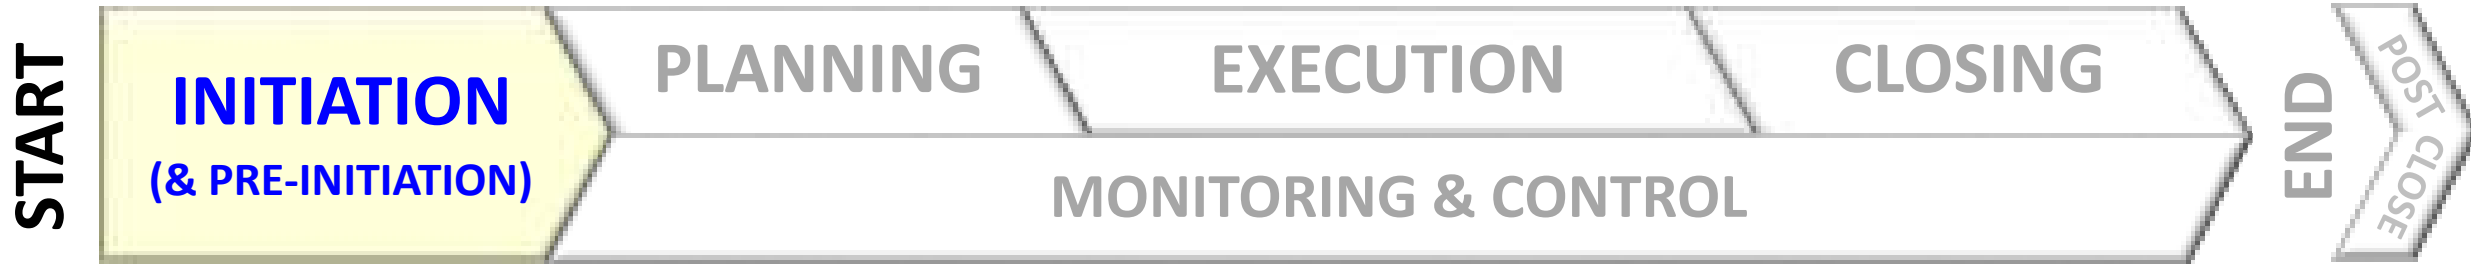 START
INITIATION
(& PRE-INITIATION)
PLANNING
EXECUTION
CLOSING
MONITORING & CONTROL
END
POST CLOSE